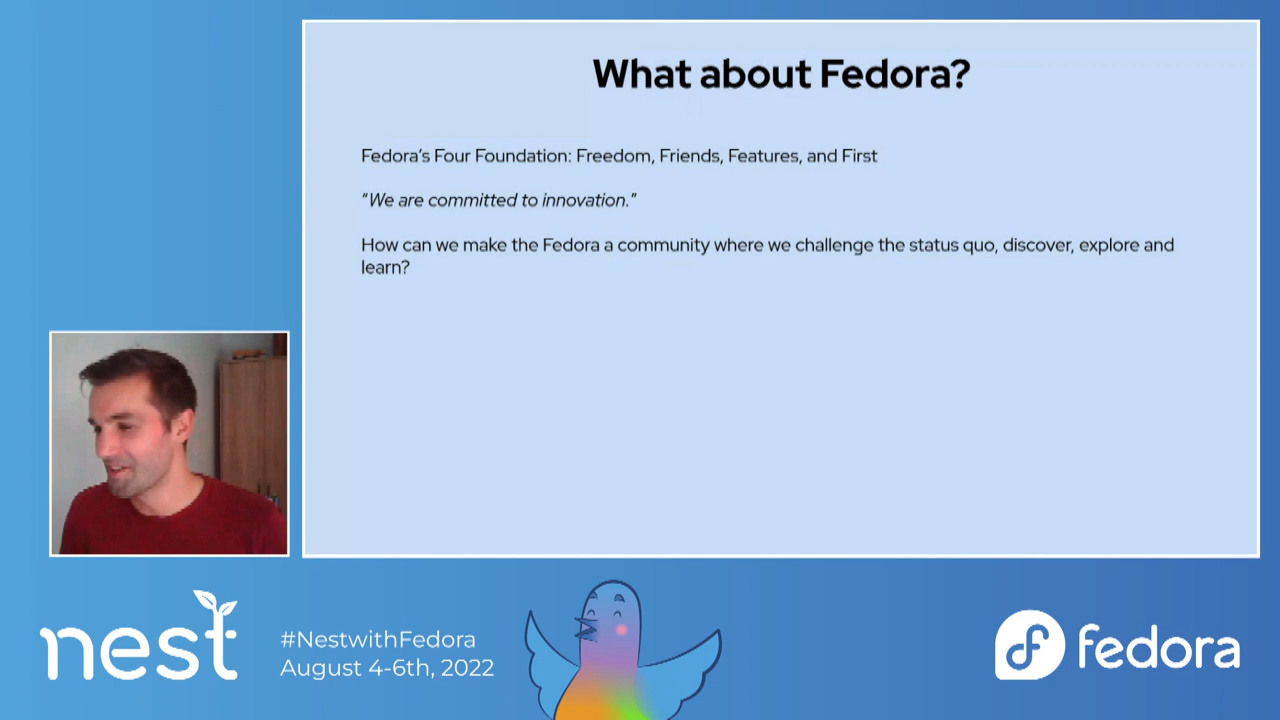 What about Fedora?
Fedora's Four Foundation: Freedom, Friends, Features, and First
"We are committed to innovation."
How can we make the Fedora a community where we challenge the status quo, discover, explore and
learn?
nest
#NestwithFedora
August 4-6th, 2022
fedora